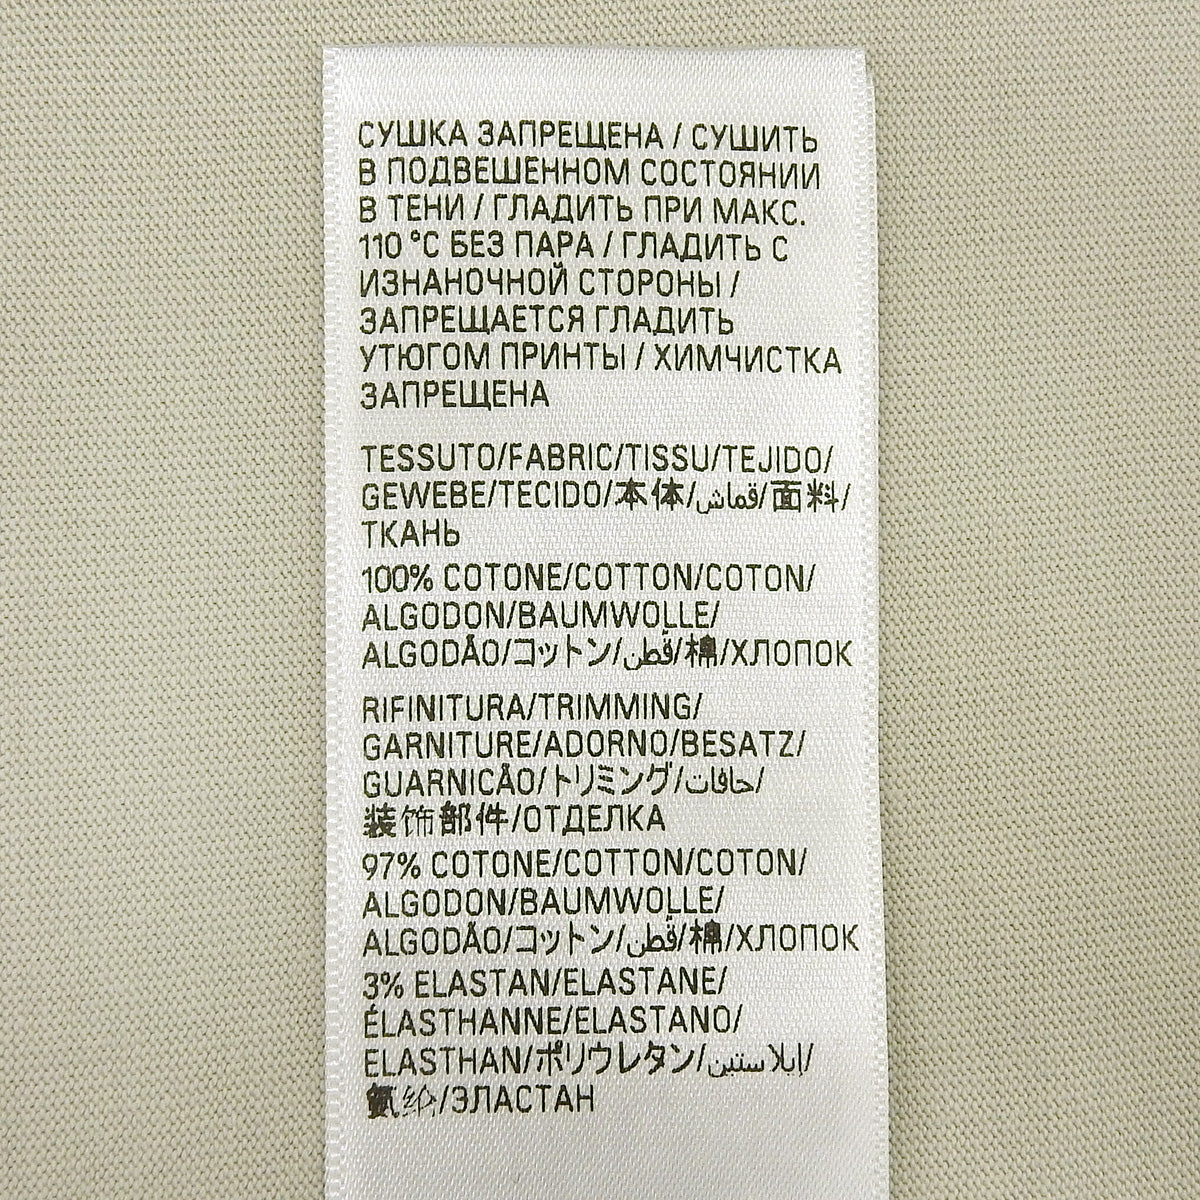 СУШКА ЗАПРЕЩЕНА / СУШИТЬ
В ПОДВЕШЕННОМ СОСТОЯНИИ
В ТЕНИ / ГЛАДИТЬ ПРИ МАКС.
110 °C БЕЗ ПАРА / ГЛАДИТЬ С
ИЗНАНОЧНОЙ СТОРОНЫ /
ЗАПРЕЩАЕТСЯ ГЛАДИТЬ
УТЮГОМ ПРИНТЫ / ХИМЧИСТКА
ЗАПРЕЩЕНА
TESSUTO/FABRIC/TISSU/TEJIDO/
GEWEBE/TECIDO/本体/قماش/面料/
ТКАНЬ
100% COTONE/COTTON/COTON/
ALGODON/BAUMWOLLE/
ALGODÃO/コットン/قُطن/棉/ХЛОПОК
RIFINITURA/TRIMMING/
GARNITURE/ADORNO/BESATZ/
GUARNICÃO/トリミング/حافات/
装饰部件/ОТДЕЛКА
97% COTONE/COTTON/COTON/
ALGODON/BAUMWOLLE/
ALGODÃO/コットン/قُطن/棉/ХЛОПОК
3% ELASTAN/ELASTANE/
ÉLASTHANNE/ELASTANO/
ELASTHAN/ポリウレタン/إيلاستين/
氨纶/ЭЛАСТАН